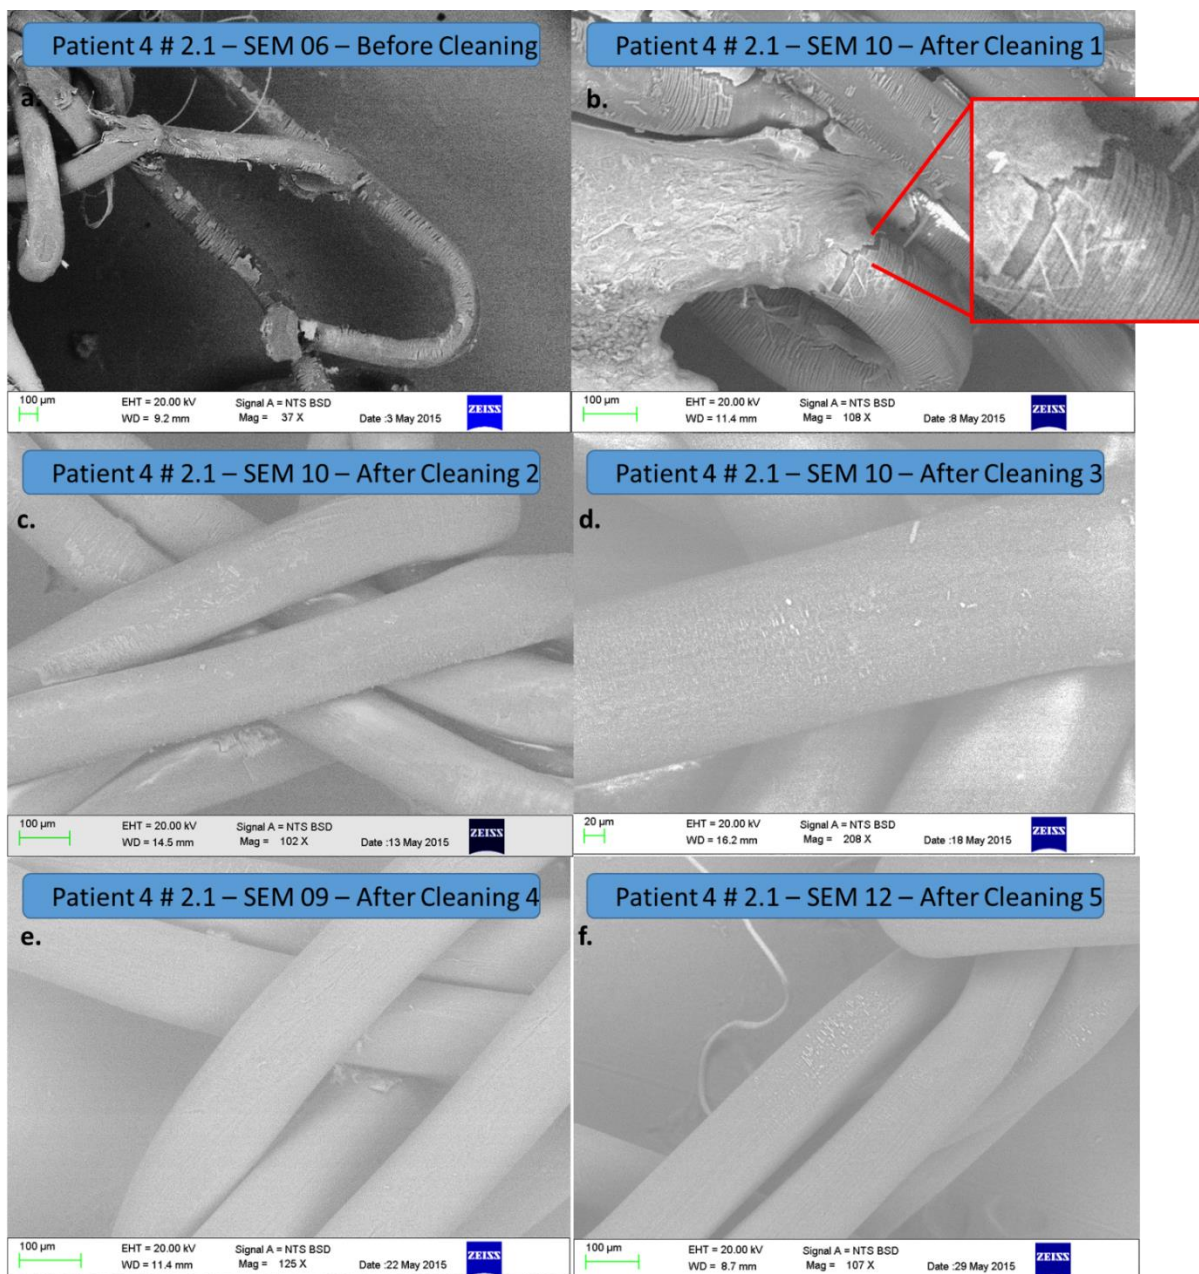 Patient 4 # 2.1 – SEM 06 – Before Cleaning
a.
100 µm
EHT = 20.00 kV
WD = 9.2 mm
Signal A = NTS BSD
Mag = 37 X
Date :3 May 2015
ZEISS
Patient 4 # 2.1 – SEM 10 – After Cleaning 1
b.
100 µm
EHT = 20.00 kV
WD = 11.4 mm
Signal A = NTS BSD
Mag = 108 X
Date :8 May 2015
ZEISS
Patient 4 # 2.1 – SEM 10 – After Cleaning 2
c.
100 µm
EHT = 20.00 kV
WD = 14.5 mm
Signal A = NTS BSD
Mag = 102 X
Date :13 May 2015
ZEISS
Patient 4 # 2.1 – SEM 10 – After Cleaning 3
d.
20 µm
EHT = 20.00 kV
WD = 16.2 mm
Signal A = NTS BSD
Mag = 208 X
Date :18 May 2015
ZEISS
Patient 4 # 2.1 – SEM 09 – After Cleaning 4
e.
100 µm
EHT = 20.00 kV
WD = 11.4 mm
Signal A = NTS BSD
Mag = 125 X
Date :22 May 2015
ZEISS
Patient 4 # 2.1 – SEM 12 – After Cleaning 5
f.
100 µm
EHT = 20.00 kV
WD = 8.7 mm
Signal A = NTS BSD
Mag = 107 X
Date :29 May 2015
ZEISS